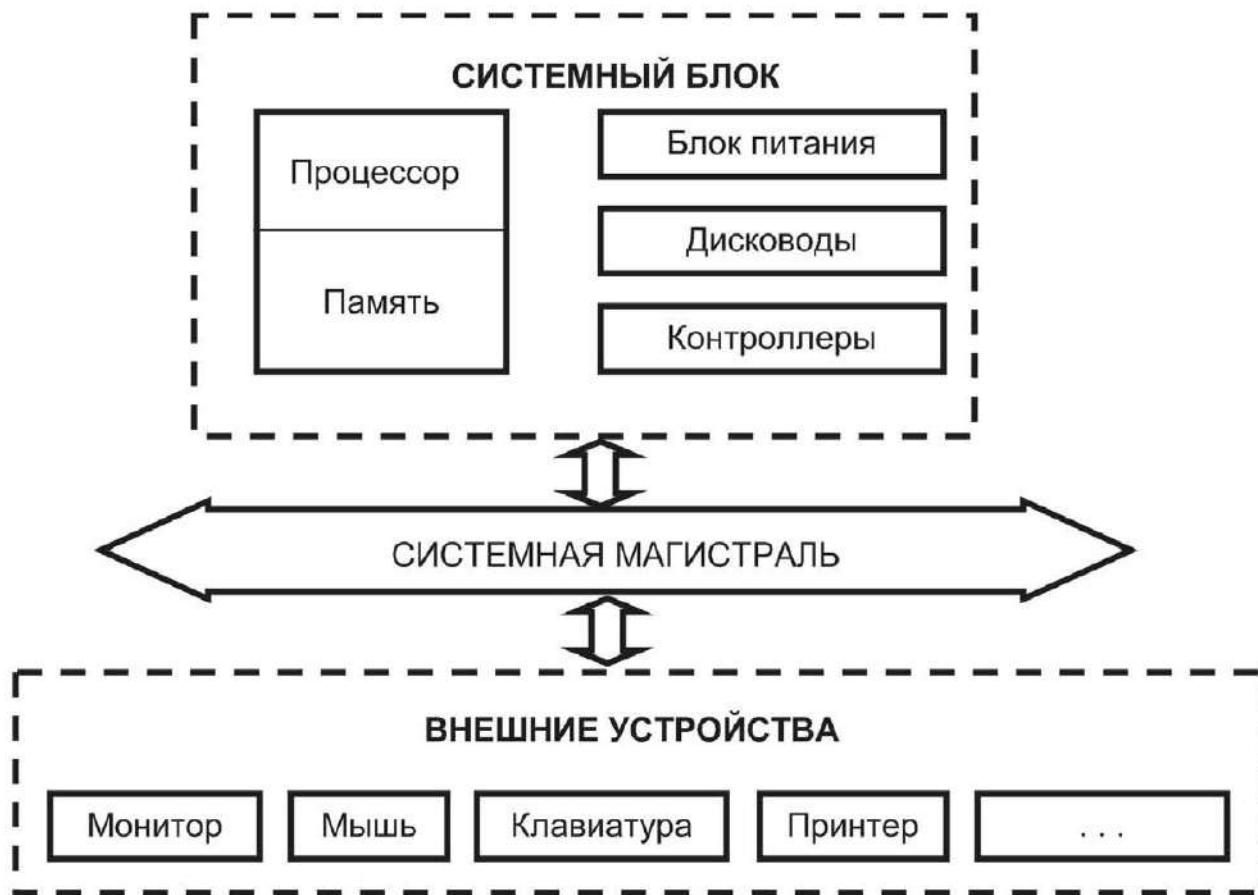 СИСТЕМНЫЙ БЛОК
Процессор
Память
Блок питания
Дисководы
Контроллеры
СИСТЕМНАЯ МАГИСТРАЛЬ
ВНЕШНИЕ УСТРОЙСТВА
Монитор
Мышь
Клавиатура
Принтер
. . .